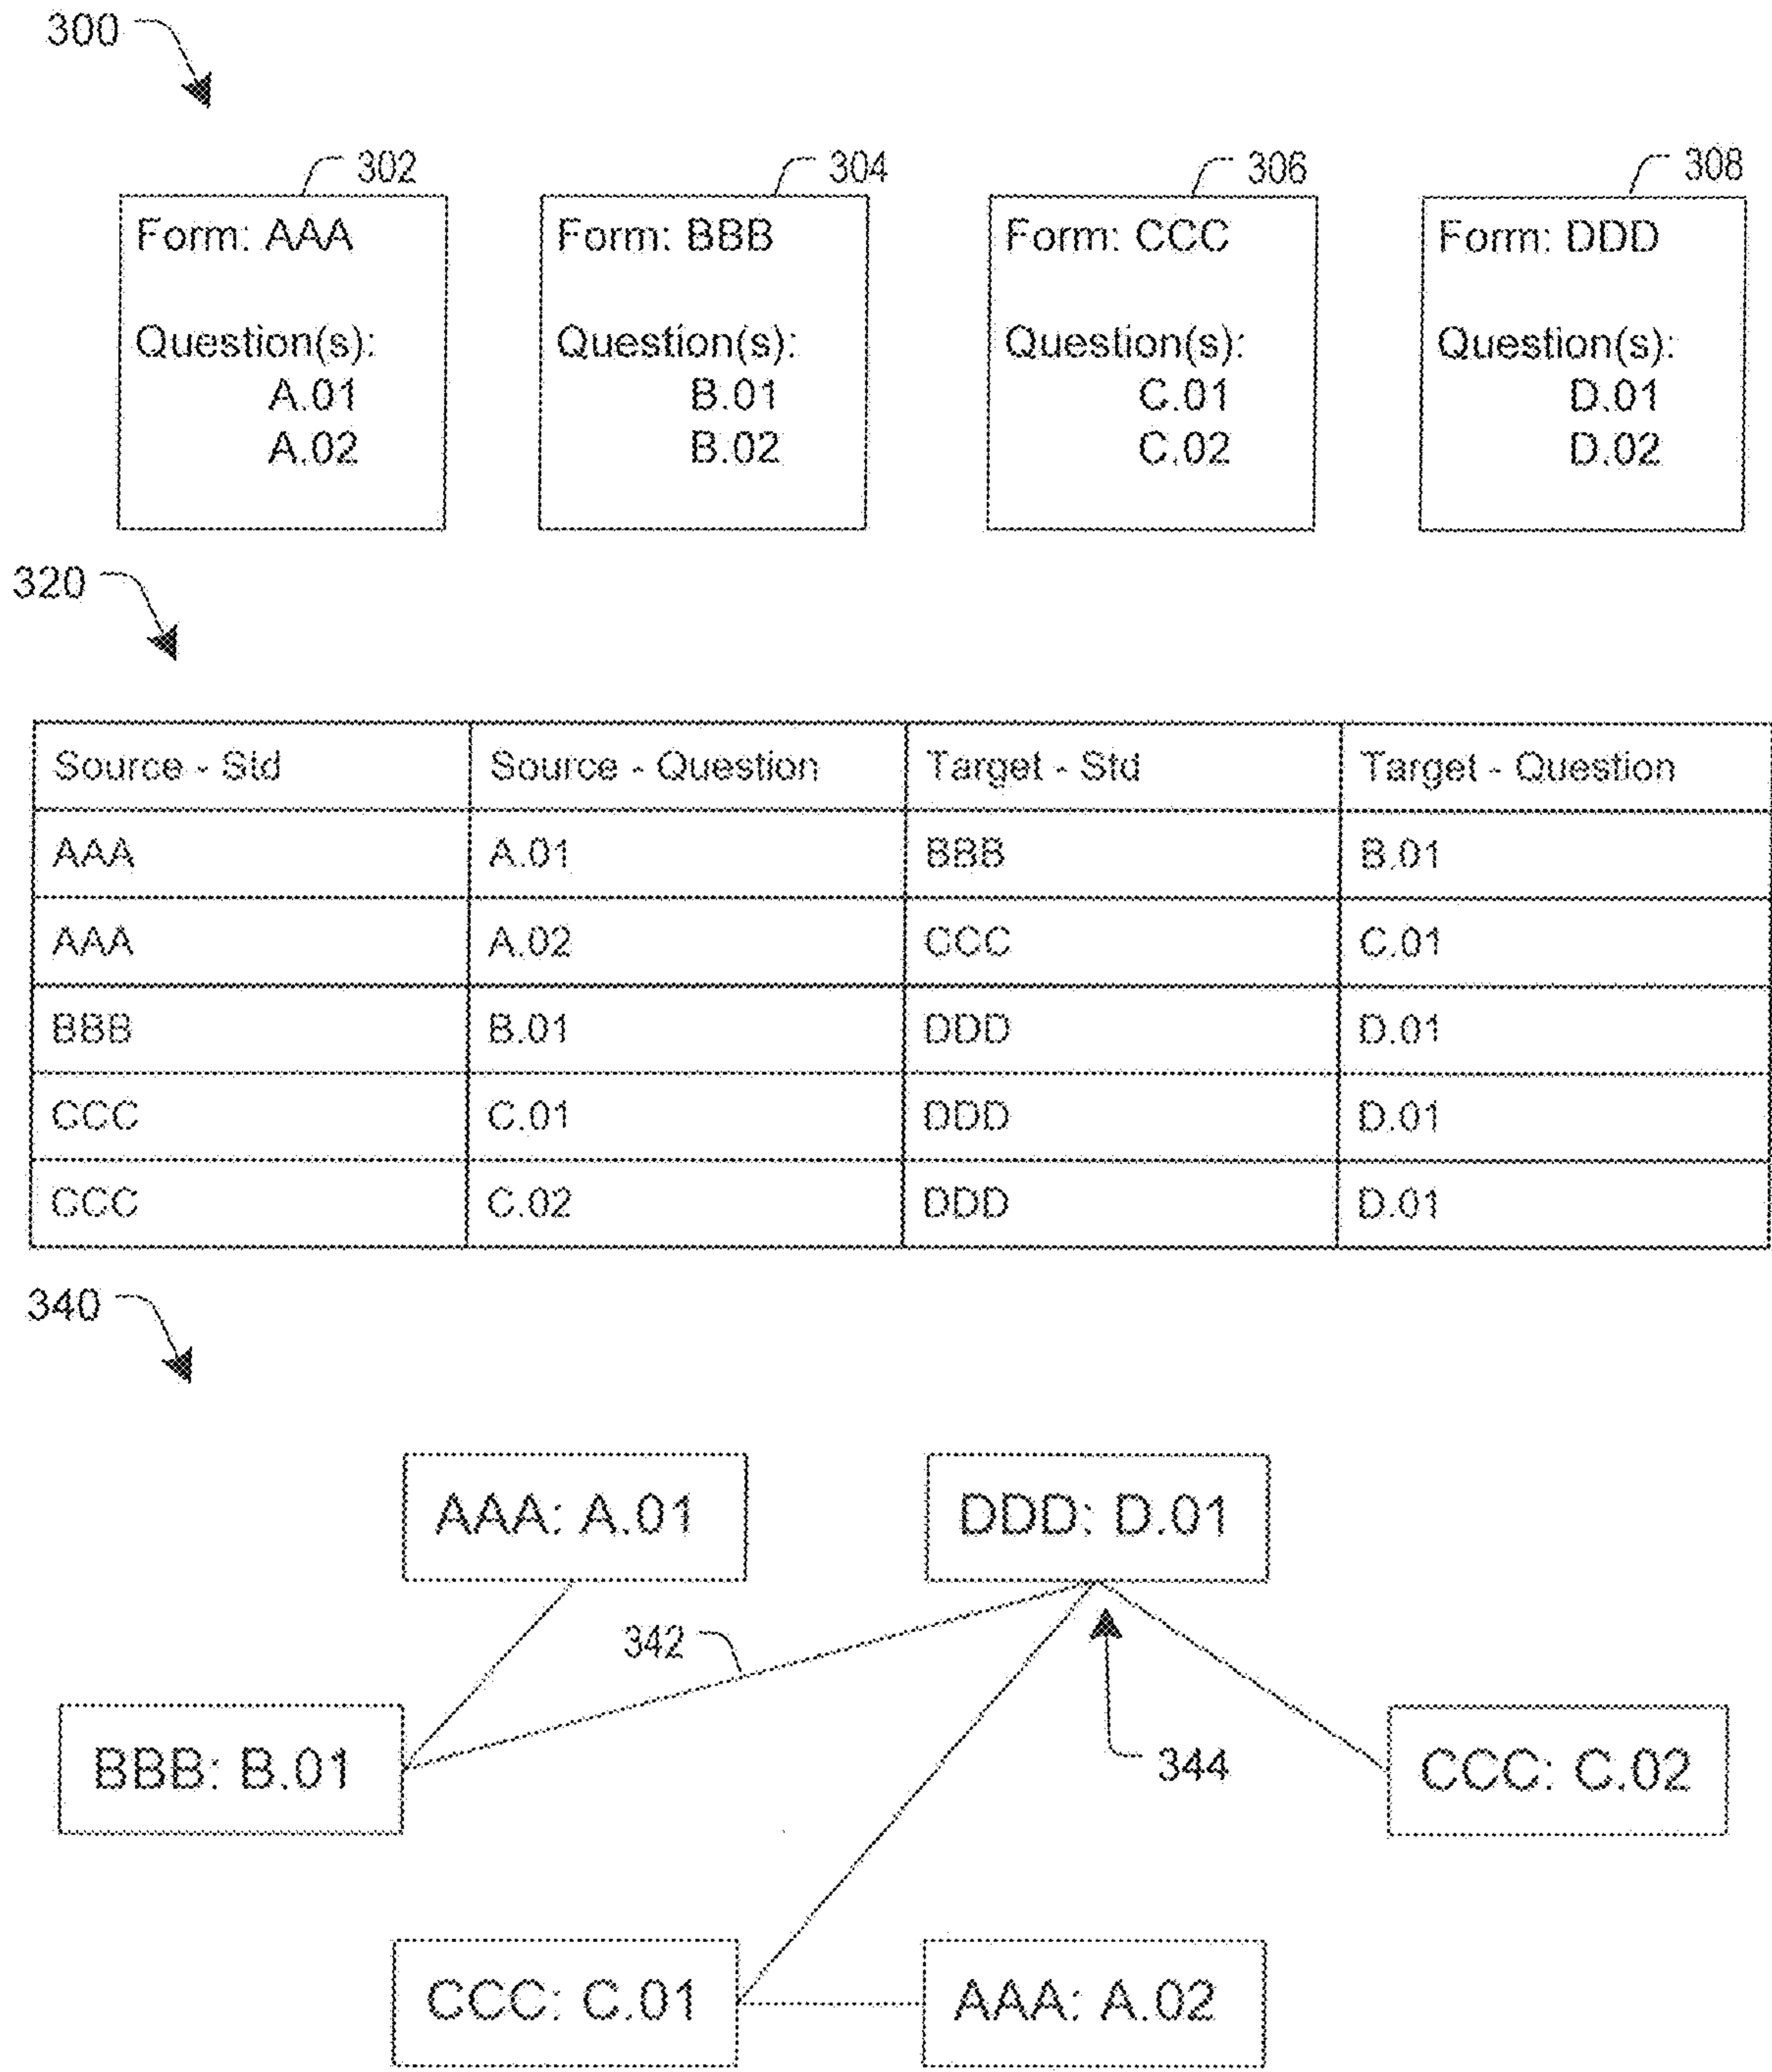 300
302
304
306
308
Form: AAA
Question(s):
A.01
A.02
Form: BBB
Question(s):
B.01
B.02
Form: CCC
Question(s):
C.01
C.02
Form: DDD
Question(s):
D.01
D.02
320
Source - Std Source - Question Target - Std Target - Question
AAA A.01 BBB B.01
AAA A.02 CCC C.01
BBB B.01 DDD D.01
CCC C.01 DDD D.01
CCC C.02 DDD D.01
340
AAA: A.01
DDD: D.01
342
BBB: B.01
344
CCC: C.02
CCC: C.01
AAA: A.02